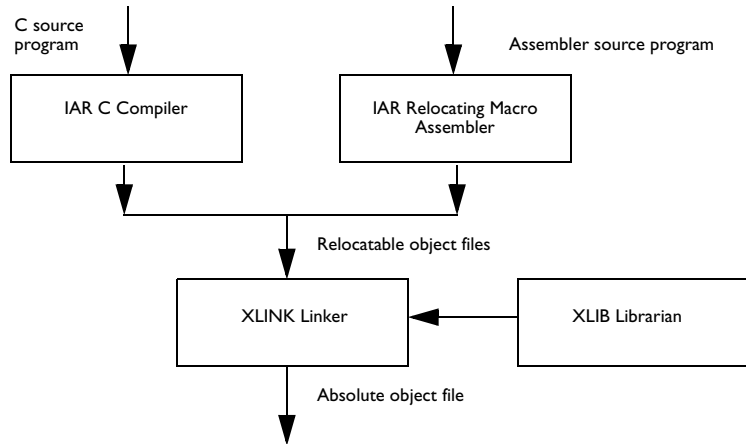 C source
program
Assembler source program
IAR C Compiler
IAR Relocating Macro
Assembler
Relocatable object files
XLINK Linker
XLIB Librarian
Absolute object file